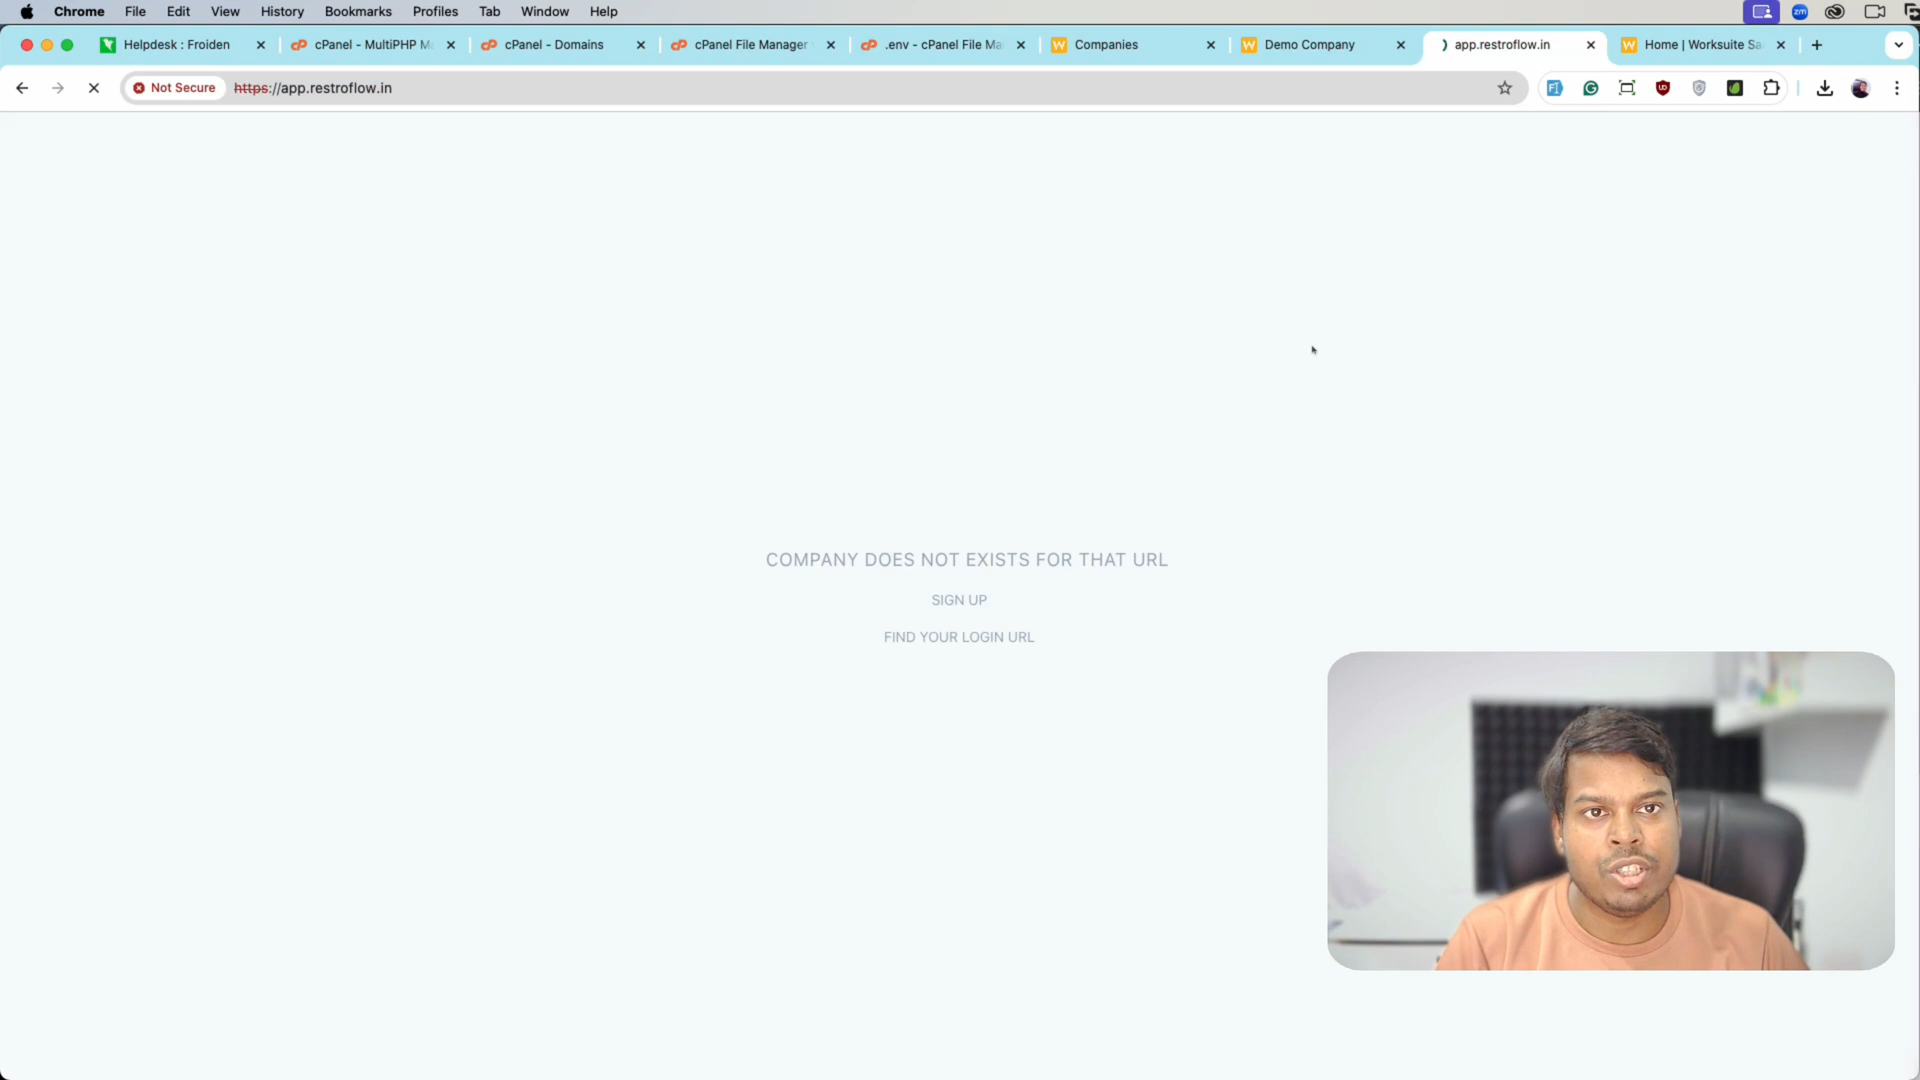 Chrome File Edit View History Bookmarks Profiles Tab Window Help zm
Helpdesk : Froiden cPanel - MultiPHP M cPanel - Domains cPanel File Manager .env - cPanel File Ma Companies Demo Company app.restroflow.in Home | Worksuite Sa
Not Secure https://app.restroflow.in
COMPANY DOES NOT EXISTS FOR THAT URL
SIGN UP
FIND YOUR LOGIN URL